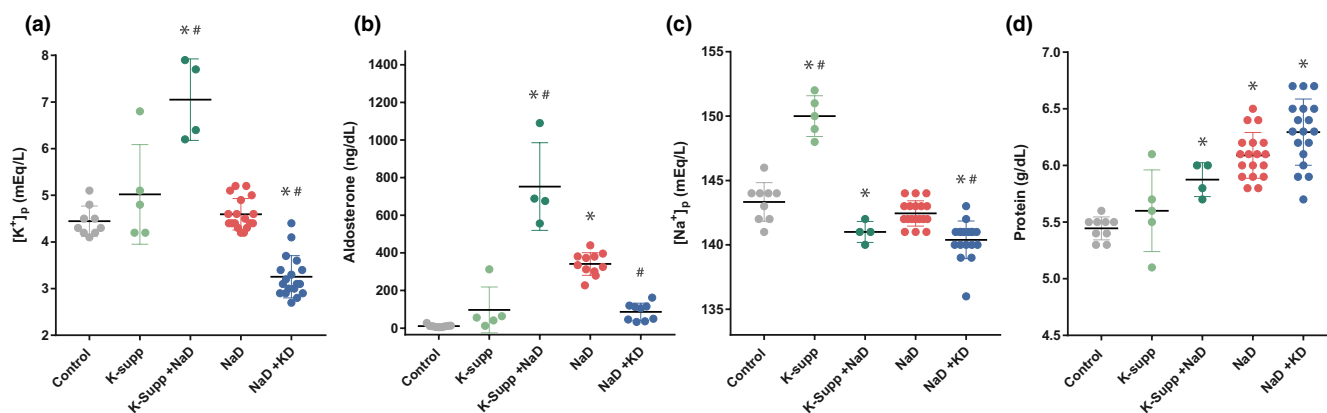 (a)
[K⁺]p (mEq/L)
8
7
6
5
4
3
2
* #
* #
Control
K-supp
K-Supp +NaD
NaD
NaD +KD
(b)
Aldosterone (ng/dL)
1400
1200
1000
800
600
400
200
0
* #
*
#
Control
K-supp
K-Supp +NaD
NaD
NaD +KD
(c)
[Na⁺]p (mEq/L)
155
150
145
140
135
* #
*
* #
Control
K-supp
K-Supp +NaD
NaD
NaD +KD
(d)
Protein (g/dL)
7.0
6.5
6.0
5.5
5.0
4.5
*
*
*
Control
K-supp
K-Supp +NaD
NaD
NaD +KD